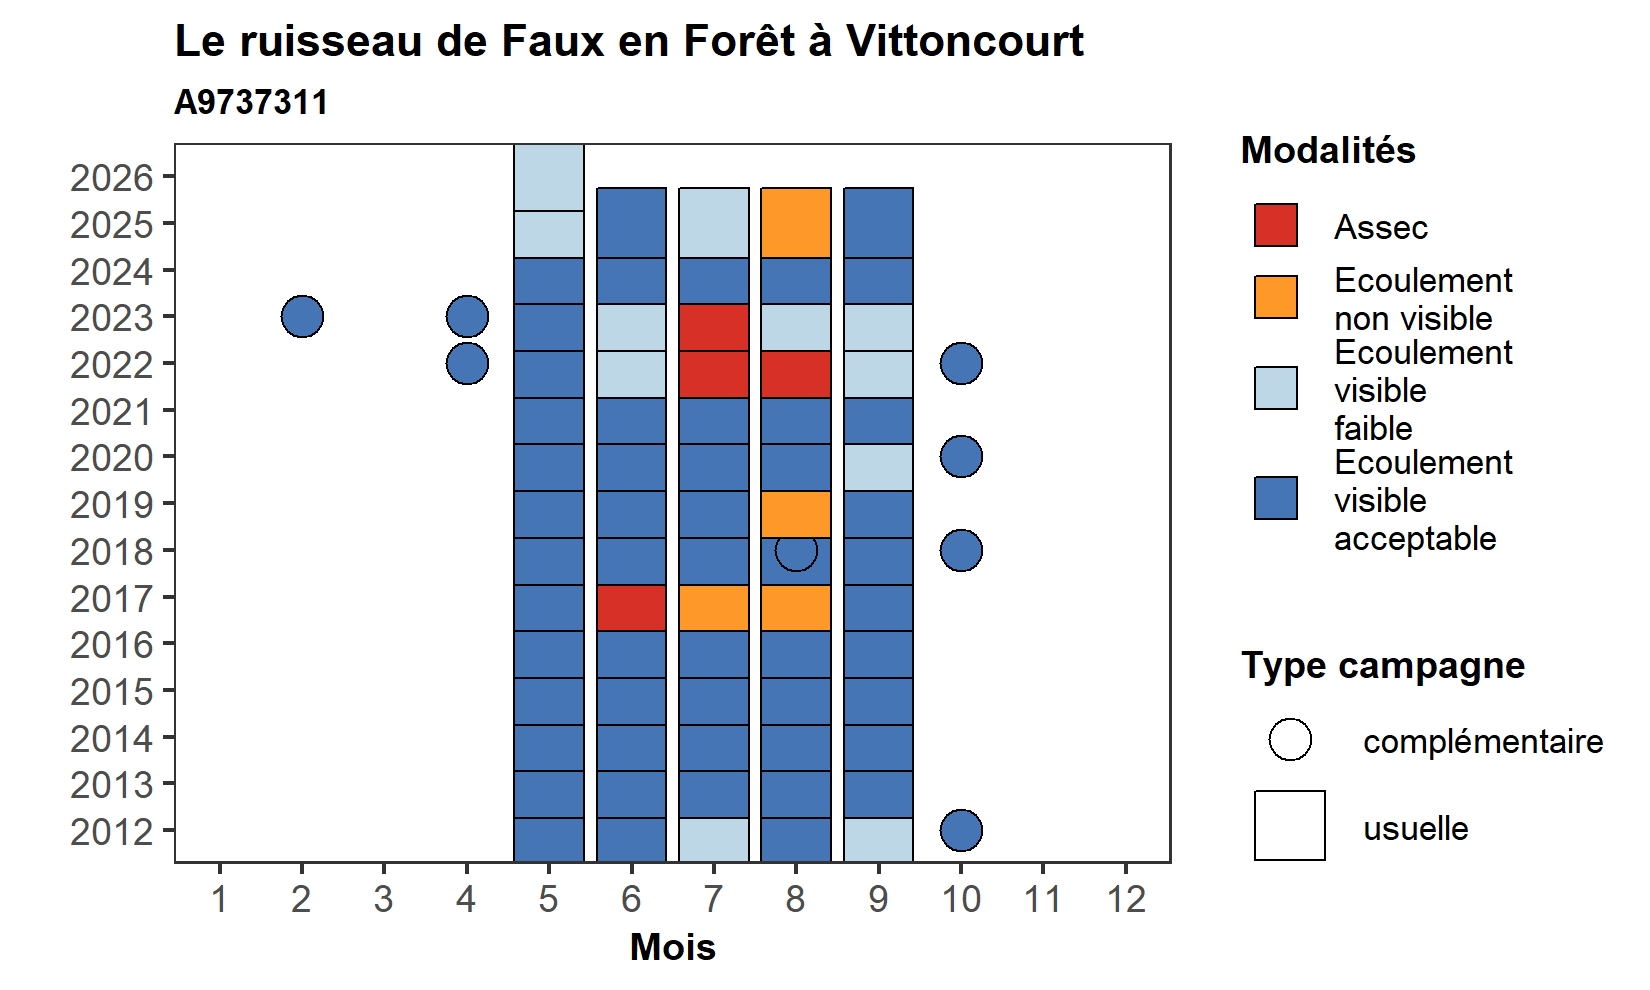 Le ruisseau de Faux en Forêt à Vittoncourt
A9737311
2026
2025
2024
2023
2022
2021
2020
2019
2018
2017
2016
2015
2014
2013
2012
1 2 3 4 5 6 7 8 9 10 11 12
Mois
Modalités
Assec
Ecoulement
non visible
Ecoulement
visible
faible
Ecoulement
visible
acceptable
Type campagne
complémentaire
usuelle